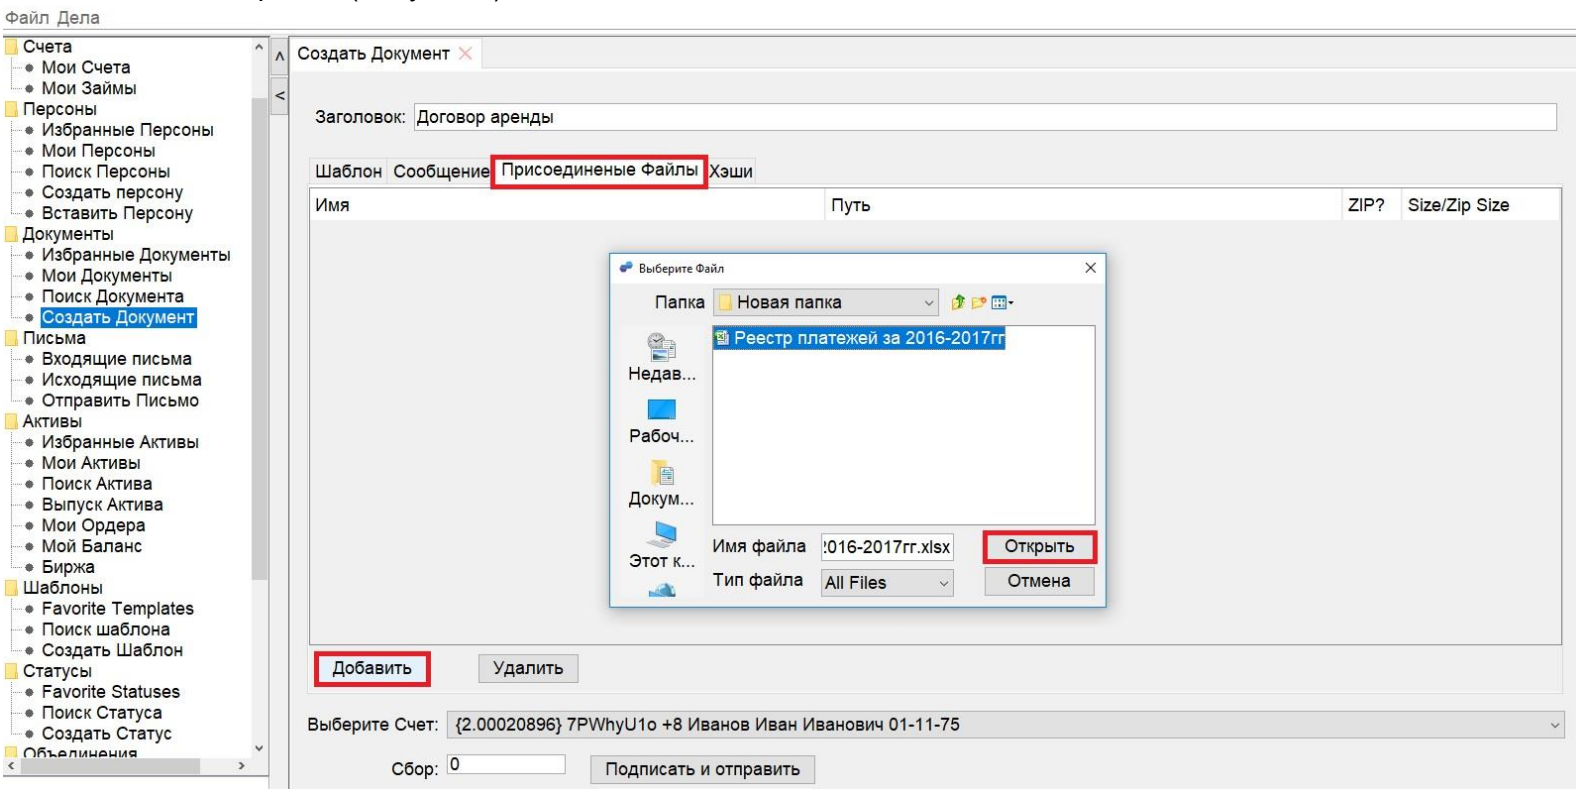 Файл Дела
Счета
Мои Счета
Мои Займы
Персоны
Избранные Персоны
Мои Персоны
Поиск Персоны
Создать персону
Вставить Персону
Документы
Избранные Документы
Мои Документы
Поиск Документа
Создать Документ
Письма
Входящие письма
Исходящие письма
Отправить Письмо
Активы
Избранные Активы
Мои Активы
Поиск Актива
Выпуск Актива
Мои Ордера
Мой Баланс
Биржа
Шаблоны
Favorite Templates
Поиск шаблона
Создать Шаблон
Статусы
Favorite Statuses
Поиск Статуса
Создать Статус
Объединения
Создать Документ
Заголовок: Договор аренды
Шаблон Сообщение Присоединеные Файлы Хэши
Имя Путь ZIP? Size/Zip Size
Выберите Файл
Папка Новая папка
Реестр платежей за 2016-2017гг
Недав...
Рабоч...
Докум...
Этот к...
Имя файла 2016-2017гг.xlsx Открыть
Тип файла All Files Отмена
Добавить Удалить
Выберите Счет: {2.00020896} 7PWhyU1o +8 Иванов Иван Иванович 01-11-75
Сбор: 0 Подписать и отправить